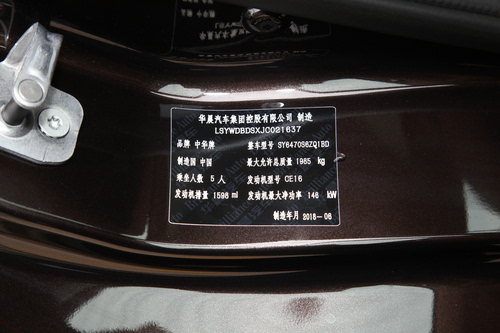 华晨汽车集团控股有限公司 制造
LSYWDBDSXJC021637
品牌 中华牌 整车型号 SY6470S6ZQ1BD
制造国 中国 最大允许总质量 1985 kg
乘坐人数 5 人 发动机型号 CE16
发动机排量 1598 ml 发动机最大净功率 146 kW
制造年月 2018-06